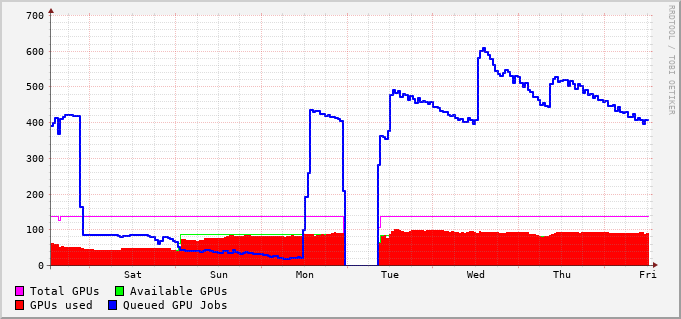 700
600
500
400
300
200
100
0
Sat Sun Mon Tue Wed Thu Fri
Total GPUs Available GPUs
GPUs used Queued GPU Jobs
RRDTOOL / TOBI OETIKER